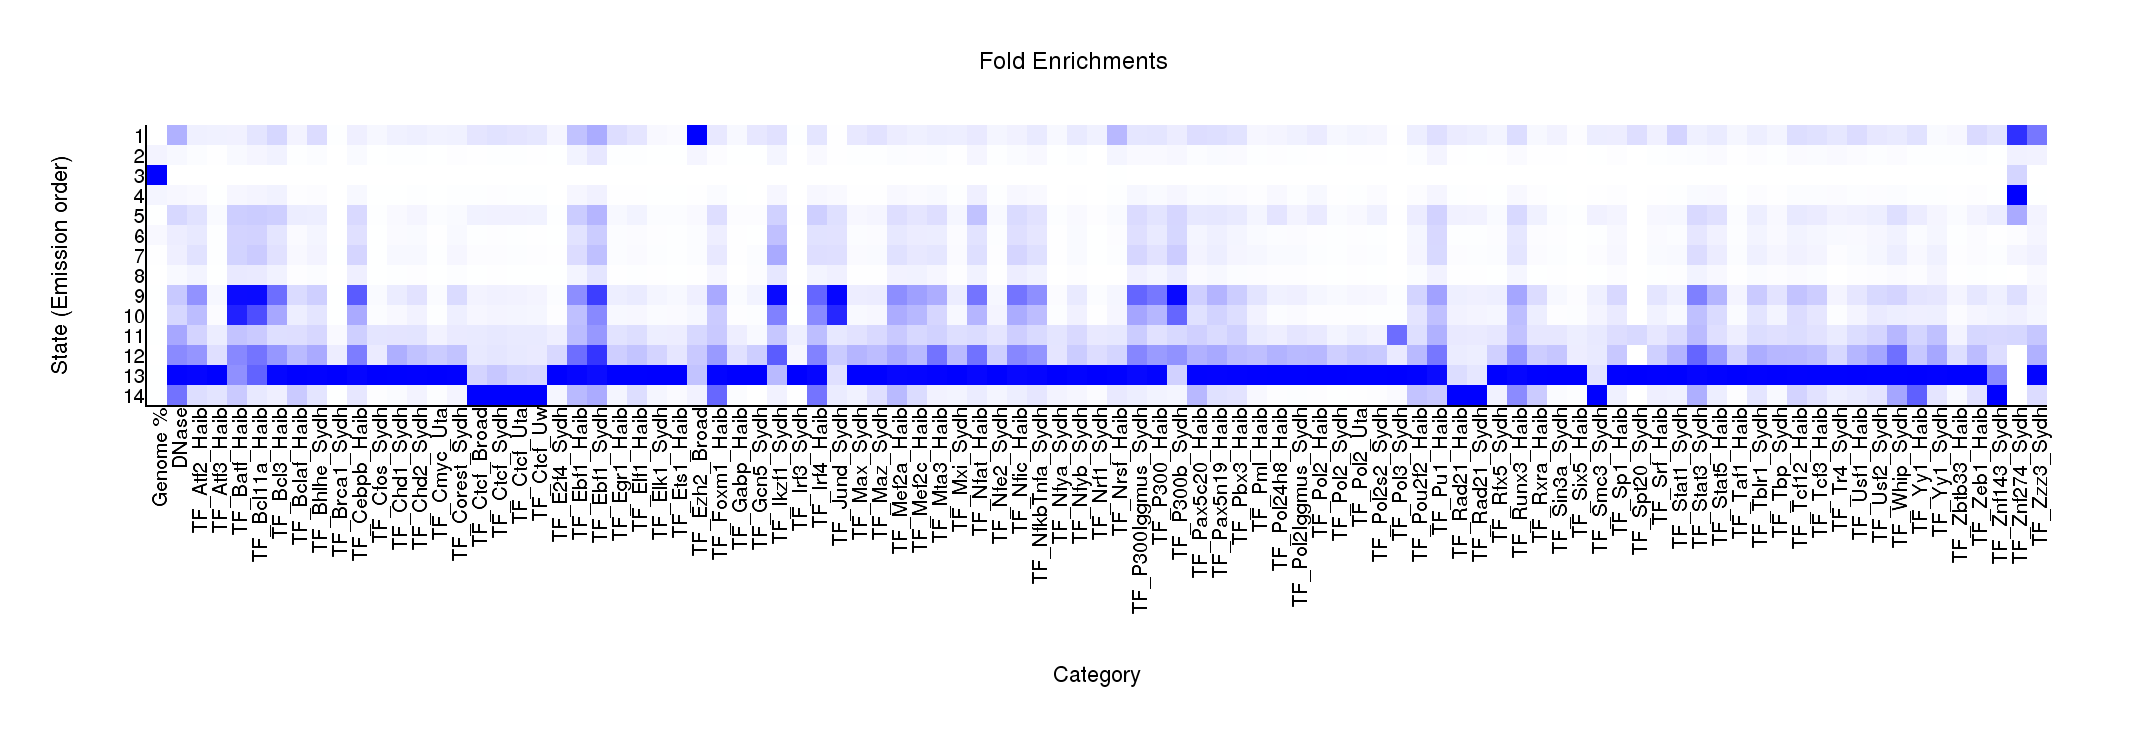 Fold Enrichments
State (Emission order)
1
2
3
4
5
6
7
8
9
10
11
12
13
14
Genome %
DNase
TF_Atf2_Haib
TF_Atf3_Haib
TF_Batf_Haib
TF_Bcl11a_Haib
TF_Bcl3_Haib
TF_Bclaf_Haib
TF_Bhlhe_Sydh
TF_Brca1_Sydh
TF_Cebpb_Haib
TF_Cfos_Sydh
TF_Chd1_Sydh
TF_Chd2_Sydh
TF_Cmyc_Uta
TF_Corest_Sydh
TF_Ctcf_Broad
TF_Ctcf_Sydh
TF_Ctcf_Uta
TF_Ctcf_Uw
TF_E2f4_Sydh
TF_Ebf1_Haib
TF_Ebf1_Sydh
TF_Egr1_Haib
TF_Elf1_Haib
TF_Elk1_Sydh
TF_Ets1_Haib
TF_Ezh2_Broad
TF_Foxm1_Haib
TF_Gabp_Haib
TF_Gcn5_Sydh
TF_Ikzf1_Sydh
TF_Irf3_Sydh
TF_Irf4_Haib
TF_Jund_Sydh
TF_Max_Sydh
TF_Maz_Sydh
TF_Mef2a_Haib
TF_Mef2c_Haib
TF_Mta3_Haib
TF_Mxi_Sydh
TF_Nfat_Haib
TF_Nfe2_Sydh
TF_Nfic_Haib
TF_Nfkb_Tnfa_Sydh
TF_Nfya_Sydh
TF_Nfyb_Sydh
TF_Nrf1_Sydh
TF_Nrsf_Haib
TF_P300Iggmus_Sydh
TF_P300_Haib
TF_P300b_Sydh
TF_Pax5c20_Haib
TF_Pax5n19_Haib
TF_Pbx3_Haib
TF_Pml_Haib
TF_Pol24h8_Haib
TF_Pol2Iggmus_Sydh
TF_Pol2_Haib
TF_Pol2_Sydh
TF_Pol2_Uta
TF_Pol2s2_Sydh
TF_Pol3_Sydh
TF_Pou2f2_Haib
TF_Pu1_Haib
TF_Rad21_Haib
TF_Rad21_Sydh
TF_Rfx5_Sydh
TF_Runx3_Haib
TF_Rxra_Haib
TF_Sin3a_Sydh
TF_Six5_Haib
TF_Smc3_Sydh
TF_Sp1_Haib
TF_Spt20_Sydh
TF_Srf_Haib
TF_Stat1_Sydh
TF_Stat3_Sydh
TF_Stat5_Haib
TF_Taf1_Haib
TF_Tblr1_Sydh
TF_Tbp_Sydh
TF_Tcf12_Haib
TF_Tcf3_Haib
TF_Tr4_Sydh
TF_Usf1_Haib
TF_Usf2_Sydh
TF_Whip_Sydh
TF_Yy1_Haib
TF_Yy1_Sydh
TF_Zbtb33_Haib
TF_Zeb1_Haib
TF_Znf143_Sydh
TF_Znf274_Sydh
TF_Zzz3_Sydh
Category